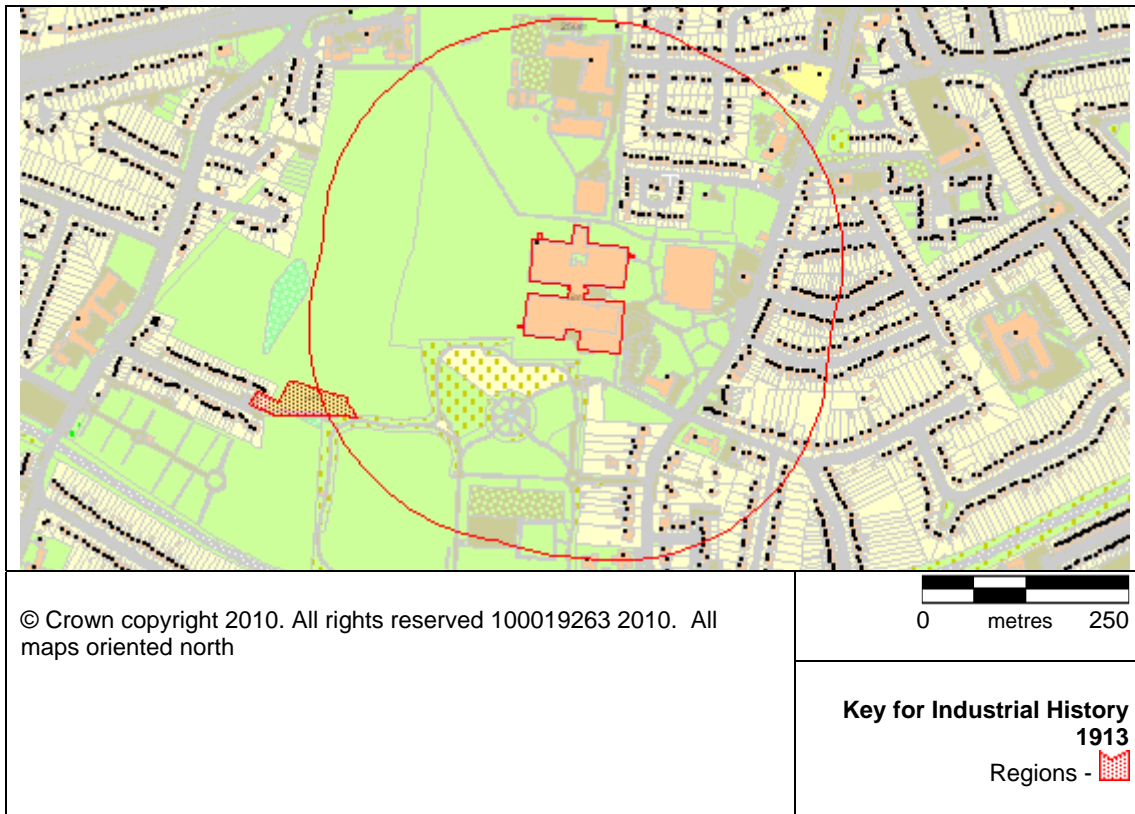 © Crown copyright 2010. All rights reserved 100019263 2010. All
maps oriented north
0 metres 250
Key for Industrial History
1913
Regions -